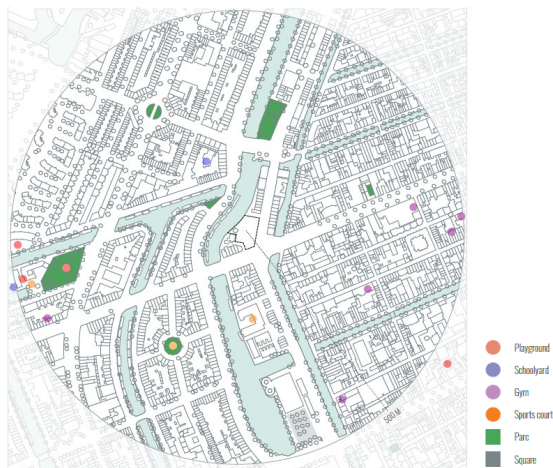 500 M
Playground
Schoolyard
Gym
Sports court
Parc
Square